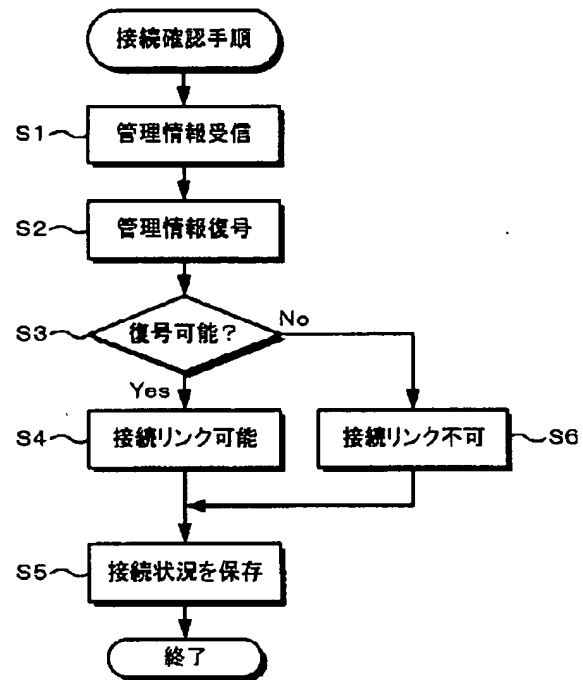 接続確認手順
S1 管理情報受信
S2 管理情報復号
S3 復号可能？
No
Yes
S4 接続リンク可能
接続リンク不可 S6
S5 接続状況を保存
終了